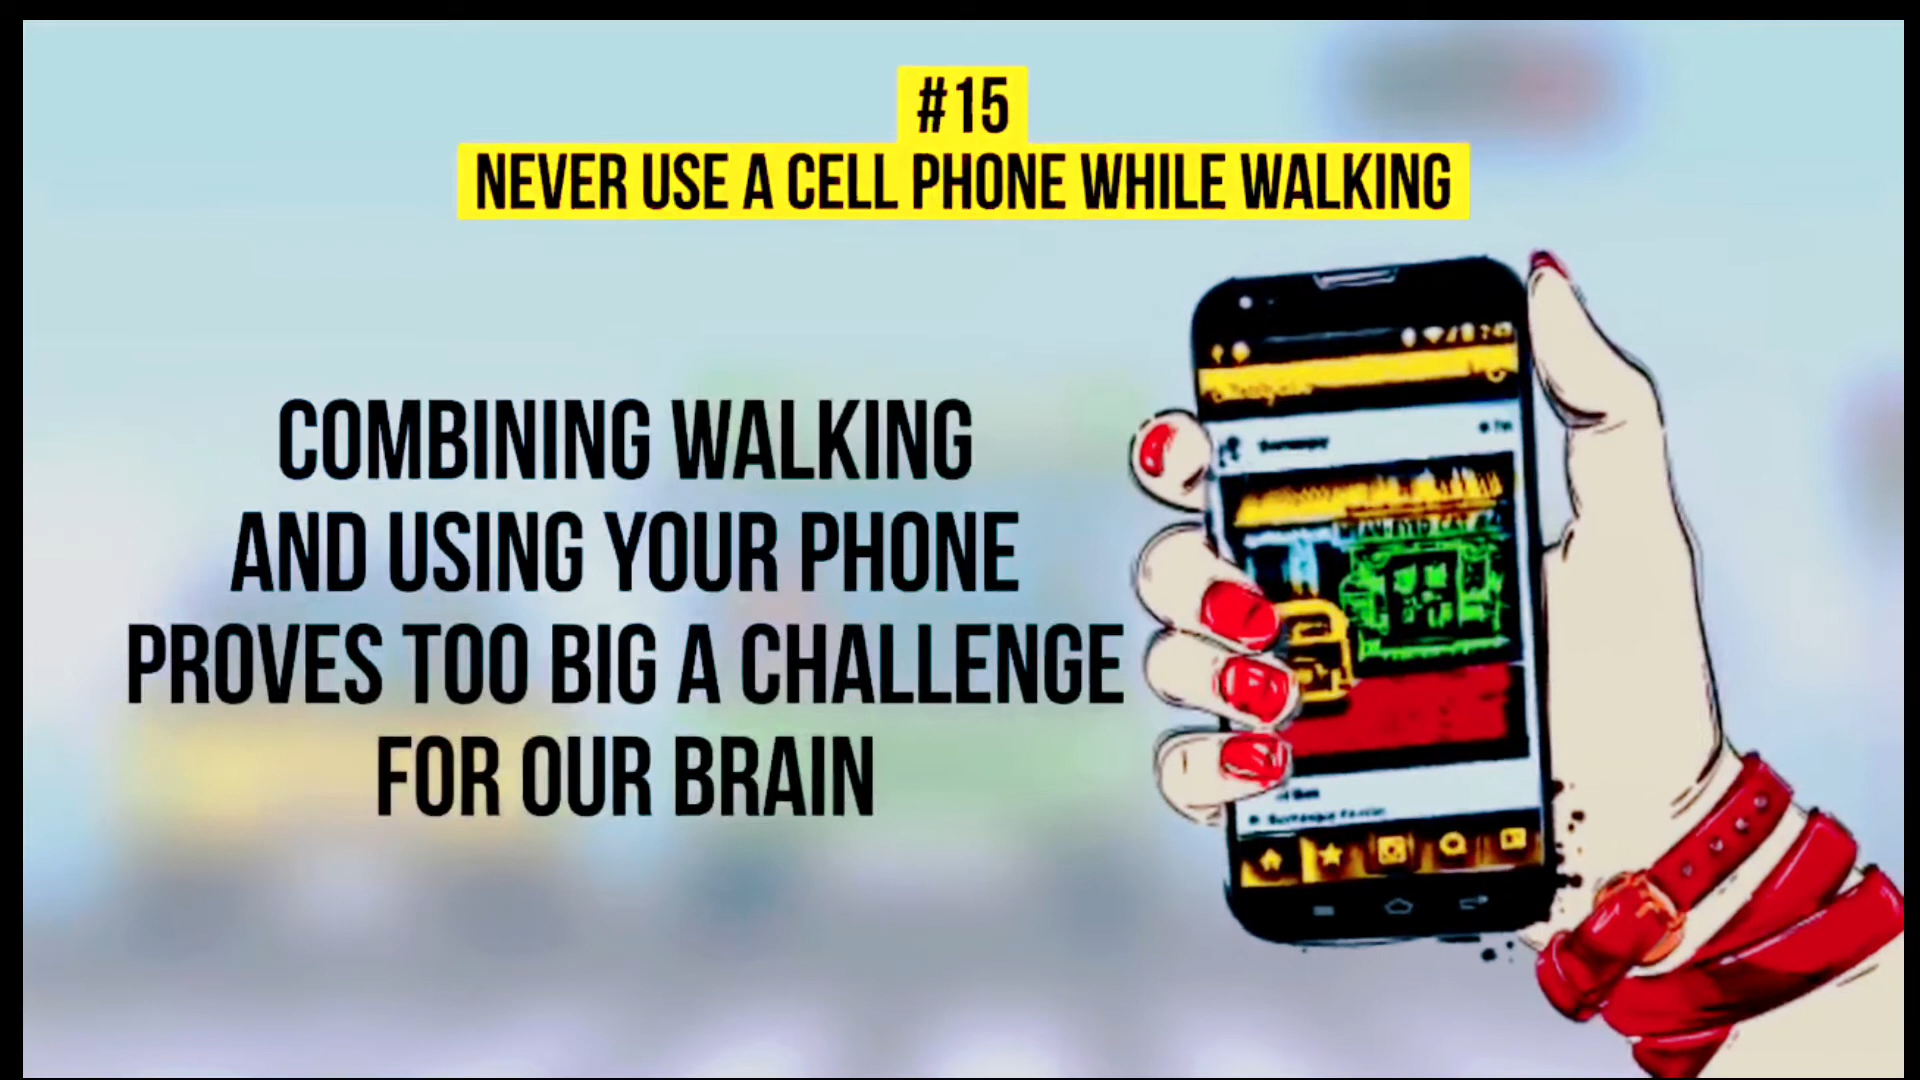 #15
NEVER USE A CELL PHONE WHILE WALKING
COMBINING WALKING
AND USING YOUR PHONE
PROVES TOO BIG A CHALLENGE
FOR OUR BRAIN